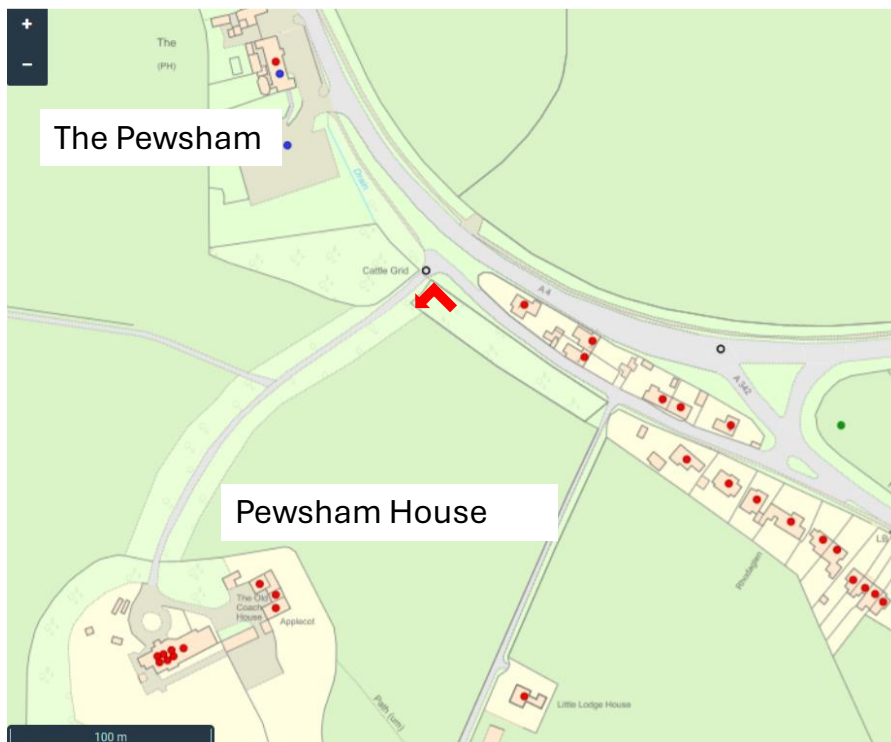 +
−
The
(PH)
The Pewsham
Drain
Cattle Grid
A 4
A 342
Pewsham House
LB
Rhodaglen
The Old
Coach
House
Applecot
Path (um)
Little Lodge House
100 m